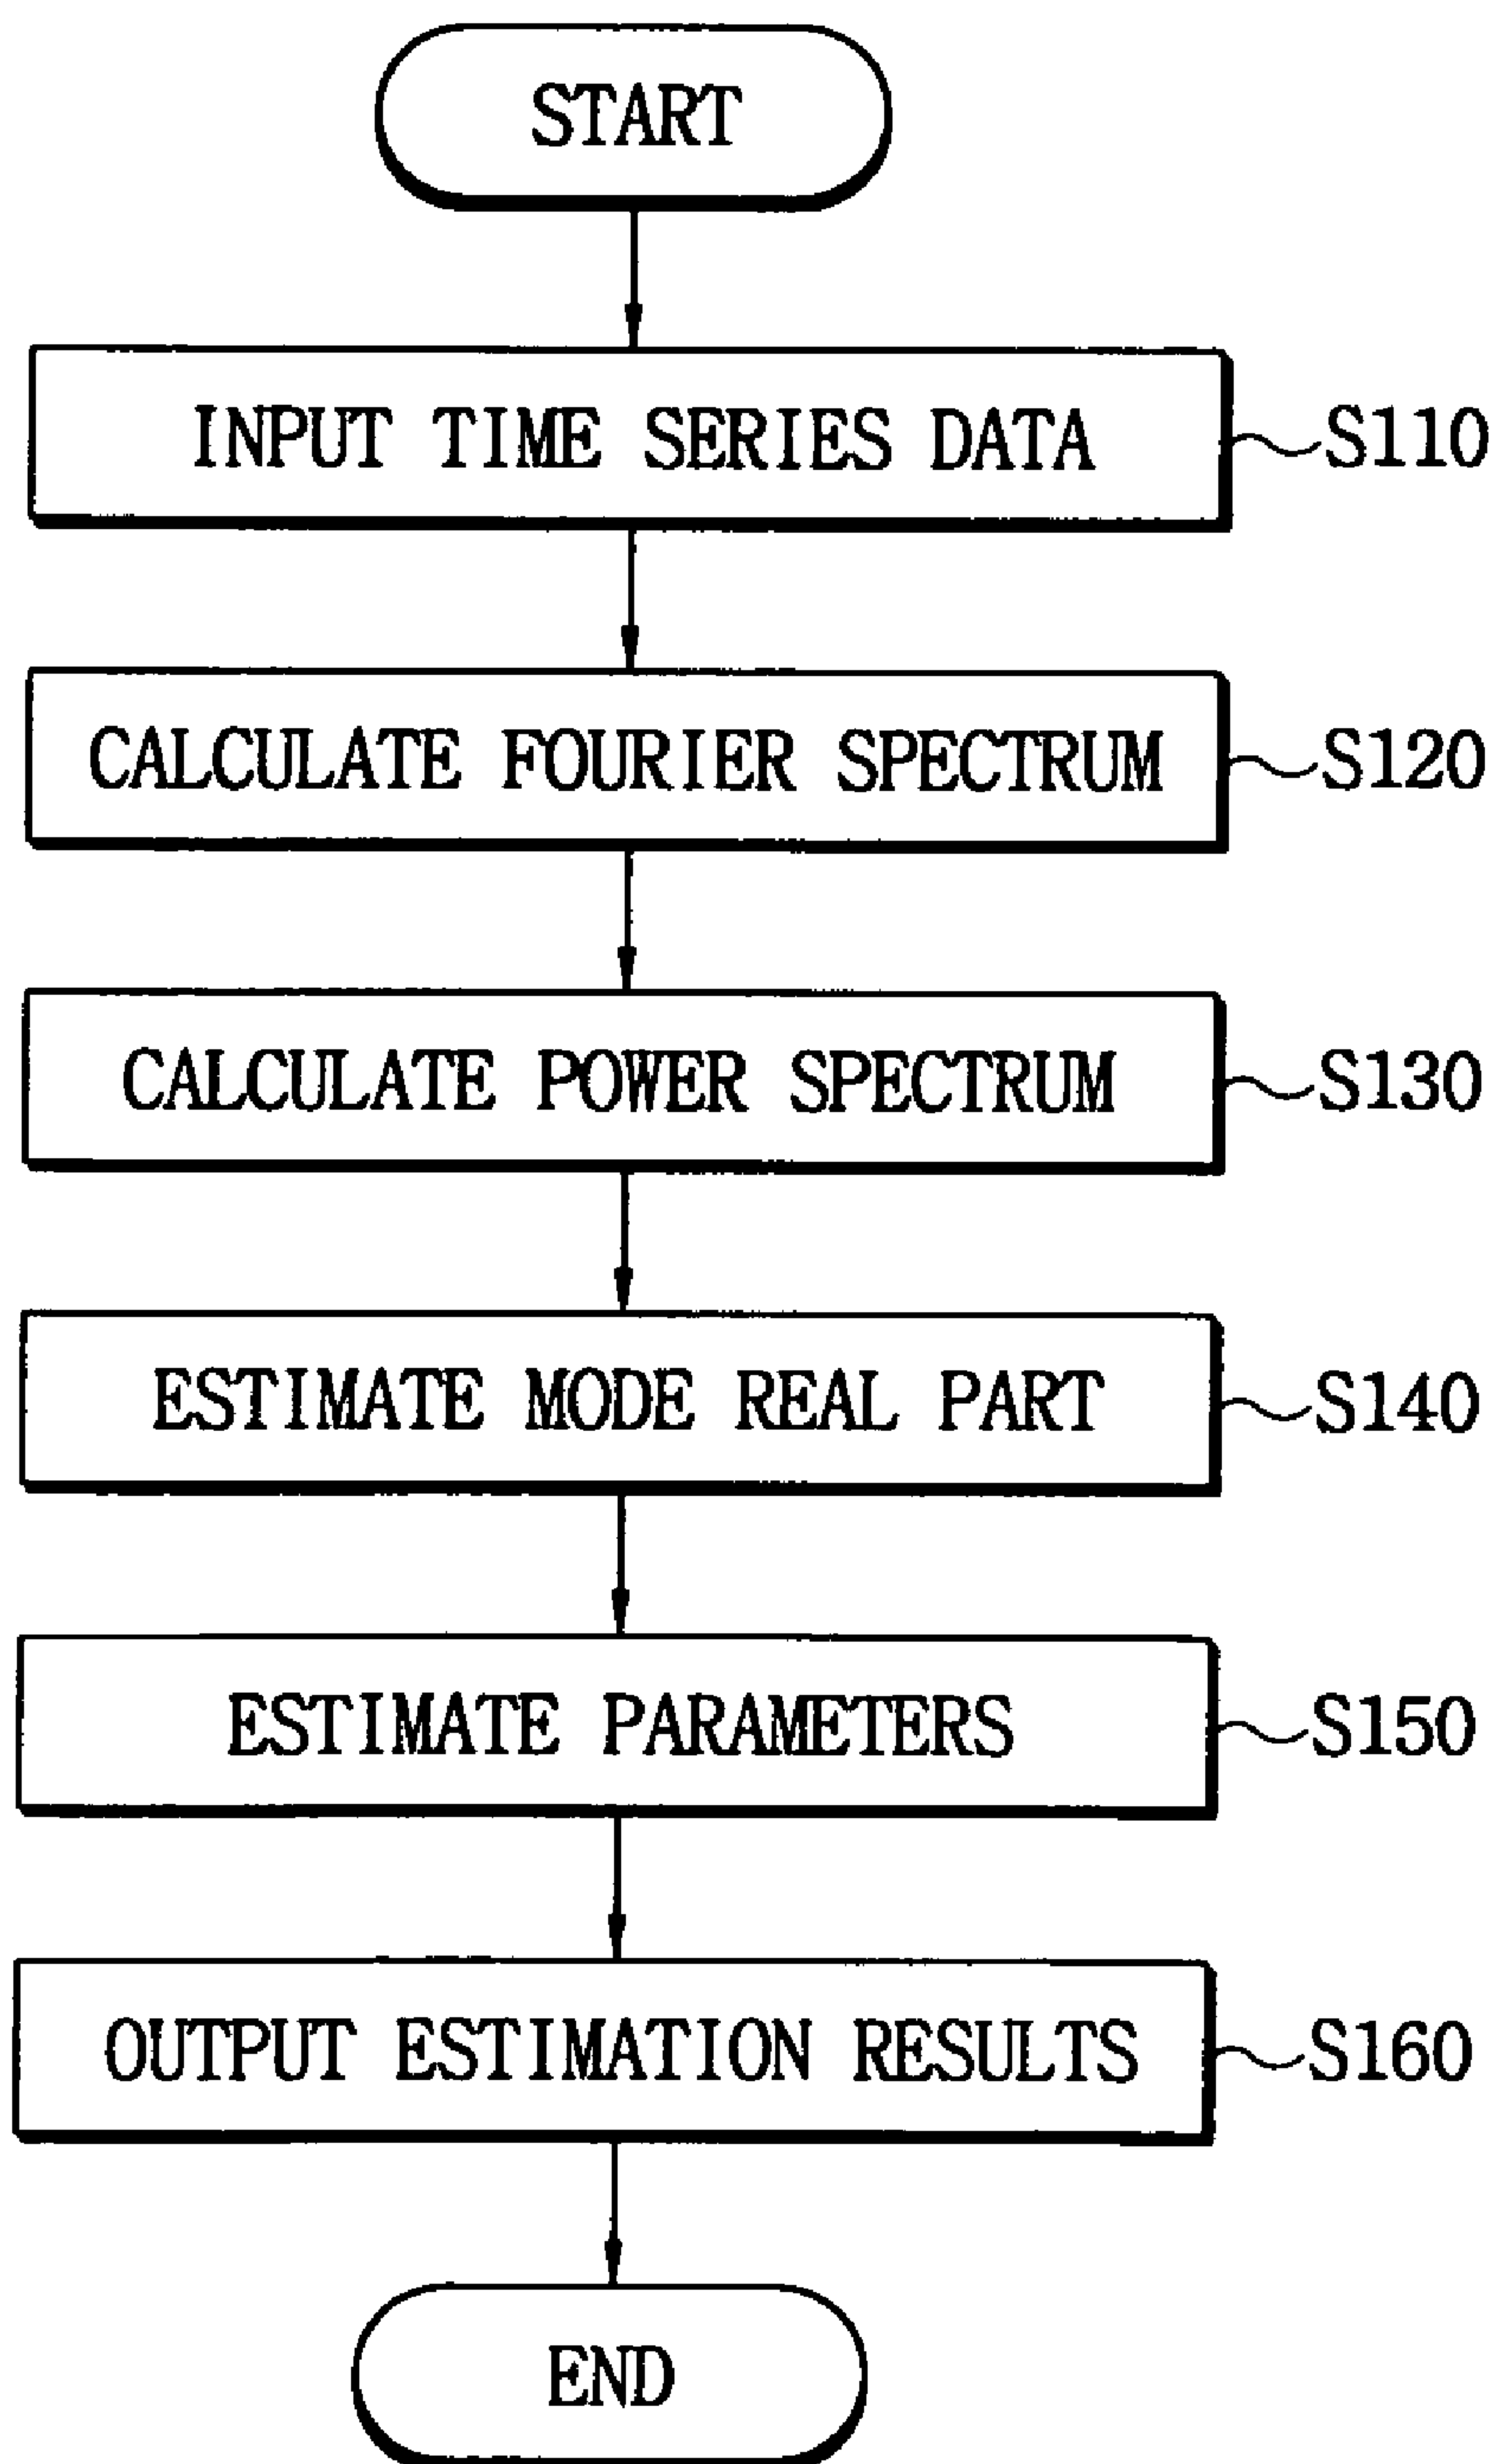 START
INPUT TIME SERIES DATA S110
CALCULATE FOURIER SPECTRUM S120
CALCULATE POWER SPECTRUM S130
ESTIMATE MODE REAL PART S140
ESTIMATE PARAMETERS S150
OUTPUT ESTIMATION RESULTS S160
END